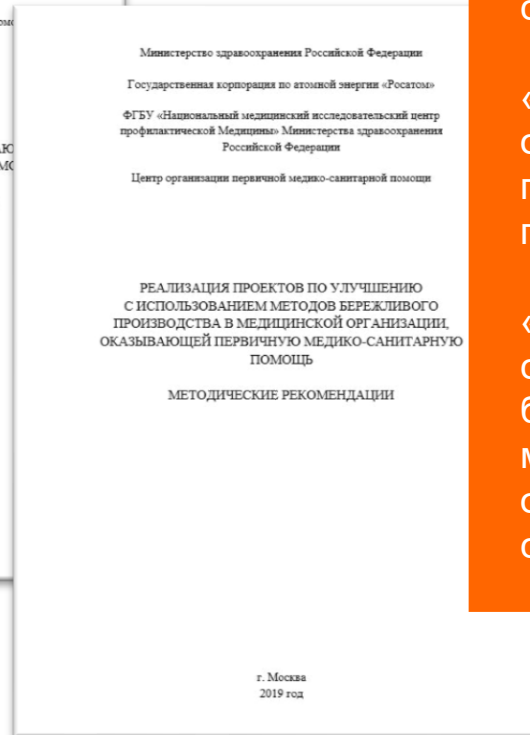 Министерство здравоохранения Российской Федерации
Государственная корпорация по атомной энергии «Росатом»
ФГБУ «Национальный медицинский исследовательский центр
профилактической Медицины» Министерства здравоохранения
Российской Федерации
Центр организации первичной медико-санитарной помощи
РЕАЛИЗАЦИЯ ПРОЕКТОВ ПО УЛУЧШЕНИЮ
С ИСПОЛЬЗОВАНИЕМ МЕТОДОВ БЕРЕЖЛИВОГО
ПРОИЗВОДСТВА В МЕДИЦИНСКОЙ ОРГАНИЗАЦИИ,
ОКАЗЫВАЮЩЕЙ ПЕРВИЧНУЮ МЕДИКО-САНИТАРНУЮ
ПОМОЩЬ
МЕТОДИЧЕСКИЕ РЕКОМЕНДАЦИИ
г. Москва
2019 год